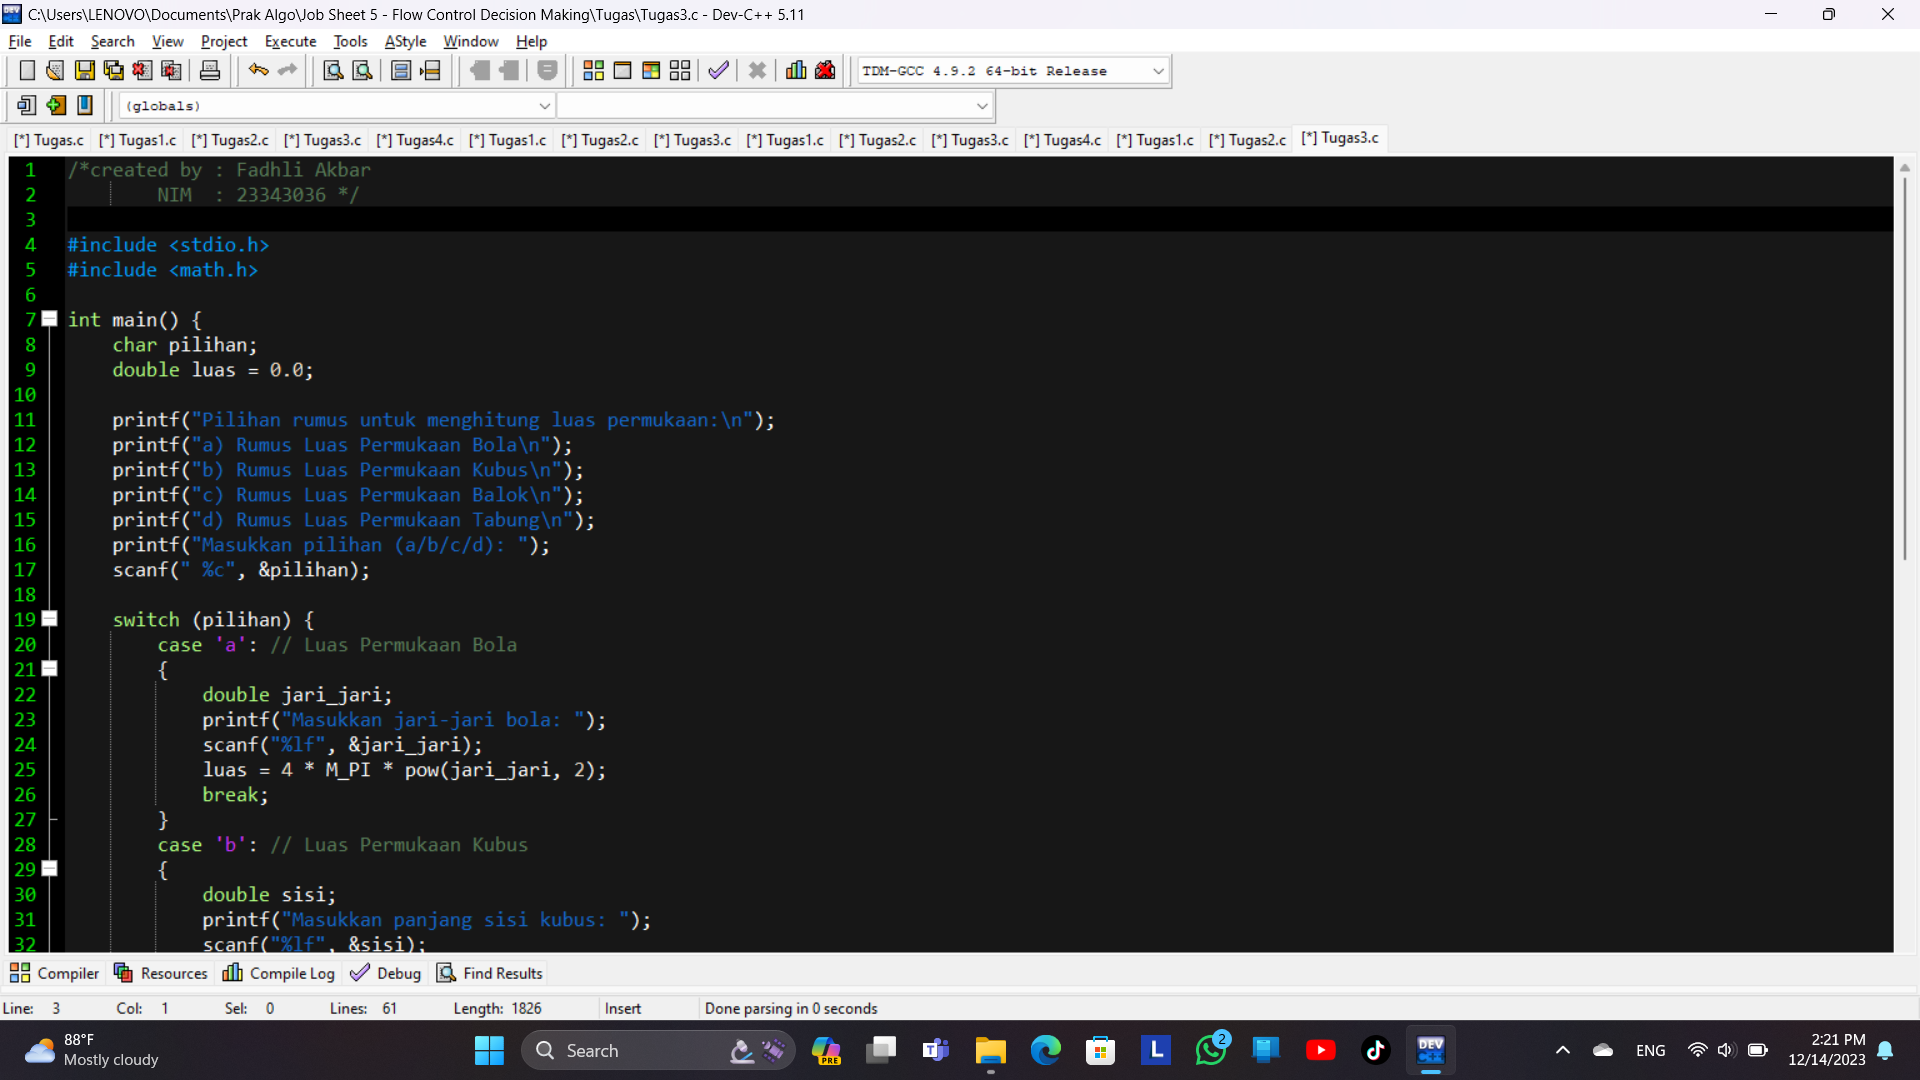 C:\Users\LENOVO\Documents\Prak Algo\Job Sheet 5 - Flow Control Decision Making\Tugas\Tugas3.c - Dev-C++ 5.11
File Edit Search View Project Execute Tools AStyle Window Help
TDM-GCC 4.9.2 64-bit Release
(globals)
[*] Tugas.c [*] Tugas1.c [*] Tugas2.c [*] Tugas3.c [*] Tugas4.c [*] Tugas1.c [*] Tugas2.c [*] Tugas3.c [*] Tugas1.c [*] Tugas2.c [*] Tugas3.c [*] Tugas4.c [*] Tugas1.c [*] Tugas2.c [*] Tugas3.c
1 /*created by : Fadhli Akbar
2 NIM : 23343036 */
3
4 #include <stdio.h>
5 #include <math.h>
6
7 int main() {
8 char pilihan;
9 double luas = 0.0;
10
11 printf("Pilihan rumus untuk menghitung luas permukaan:\n");
12 printf("a) Rumus Luas Permukaan Bola\n");
13 printf("b) Rumus Luas Permukaan Kubus\n");
14 printf("c) Rumus Luas Permukaan Balok\n");
15 printf("d) Rumus Luas Permukaan Tabung\n");
16 printf("Masukkan pilihan (a/b/c/d): ");
17 scanf(" %c", &pilihan);
18
19 switch (pilihan) {
20 case 'a': // Luas Permukaan Bola
21 {
22 double jari_jari;
23 printf("Masukkan jari-jari bola: ");
24 scanf("%lf", &jari_jari);
25 luas = 4 * M_PI * pow(jari_jari, 2);
26 break;
27 }
28 case 'b': // Luas Permukaan Kubus
29 {
30 double sisi;
31 printf("Masukkan panjang sisi kubus: ");
32 scanf("%lf", &sisi);
Compiler Resources Compile Log Debug Find Results
Line: 3 Col: 1 Sel: 0 Lines: 61 Length: 1826 Insert Done parsing in 0 seconds
88°F
Mostly cloudy
Search
PRE
L
2
DEV C++
ENG
2:21 PM
12/14/2023